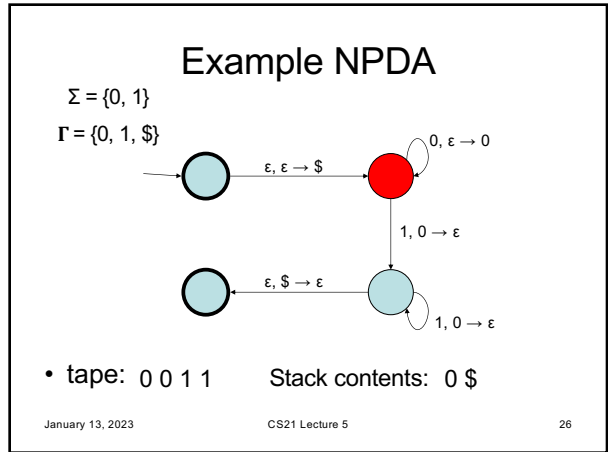 Example NPDA
Σ = {0, 1}
Γ = {0, 1, $}
0, ε → 0
ε, ε → $
1, 0 → ε
ε, $ → ε
1, 0 → ε
• tape: 0 0 1 1 Stack contents: 0 $
January 13, 2023 CS21 Lecture 5 26